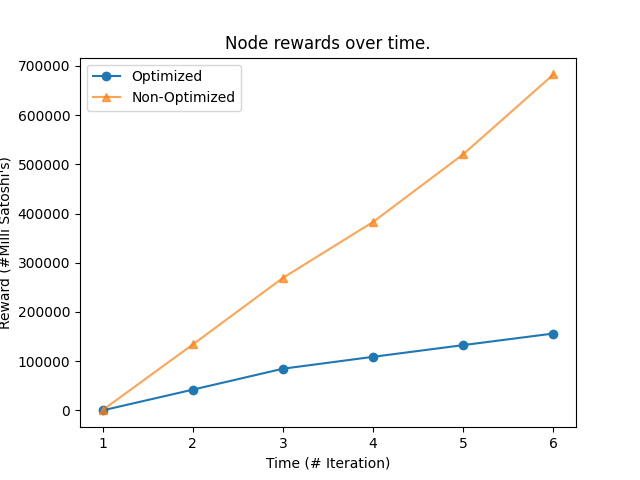 Node rewards over time.
Optimized
Non-Optimized
700000
600000
500000
400000
300000
200000
100000
0
Reward (#Milli Satoshi's)
1 2 3 4 5 6
Time (# Iteration)